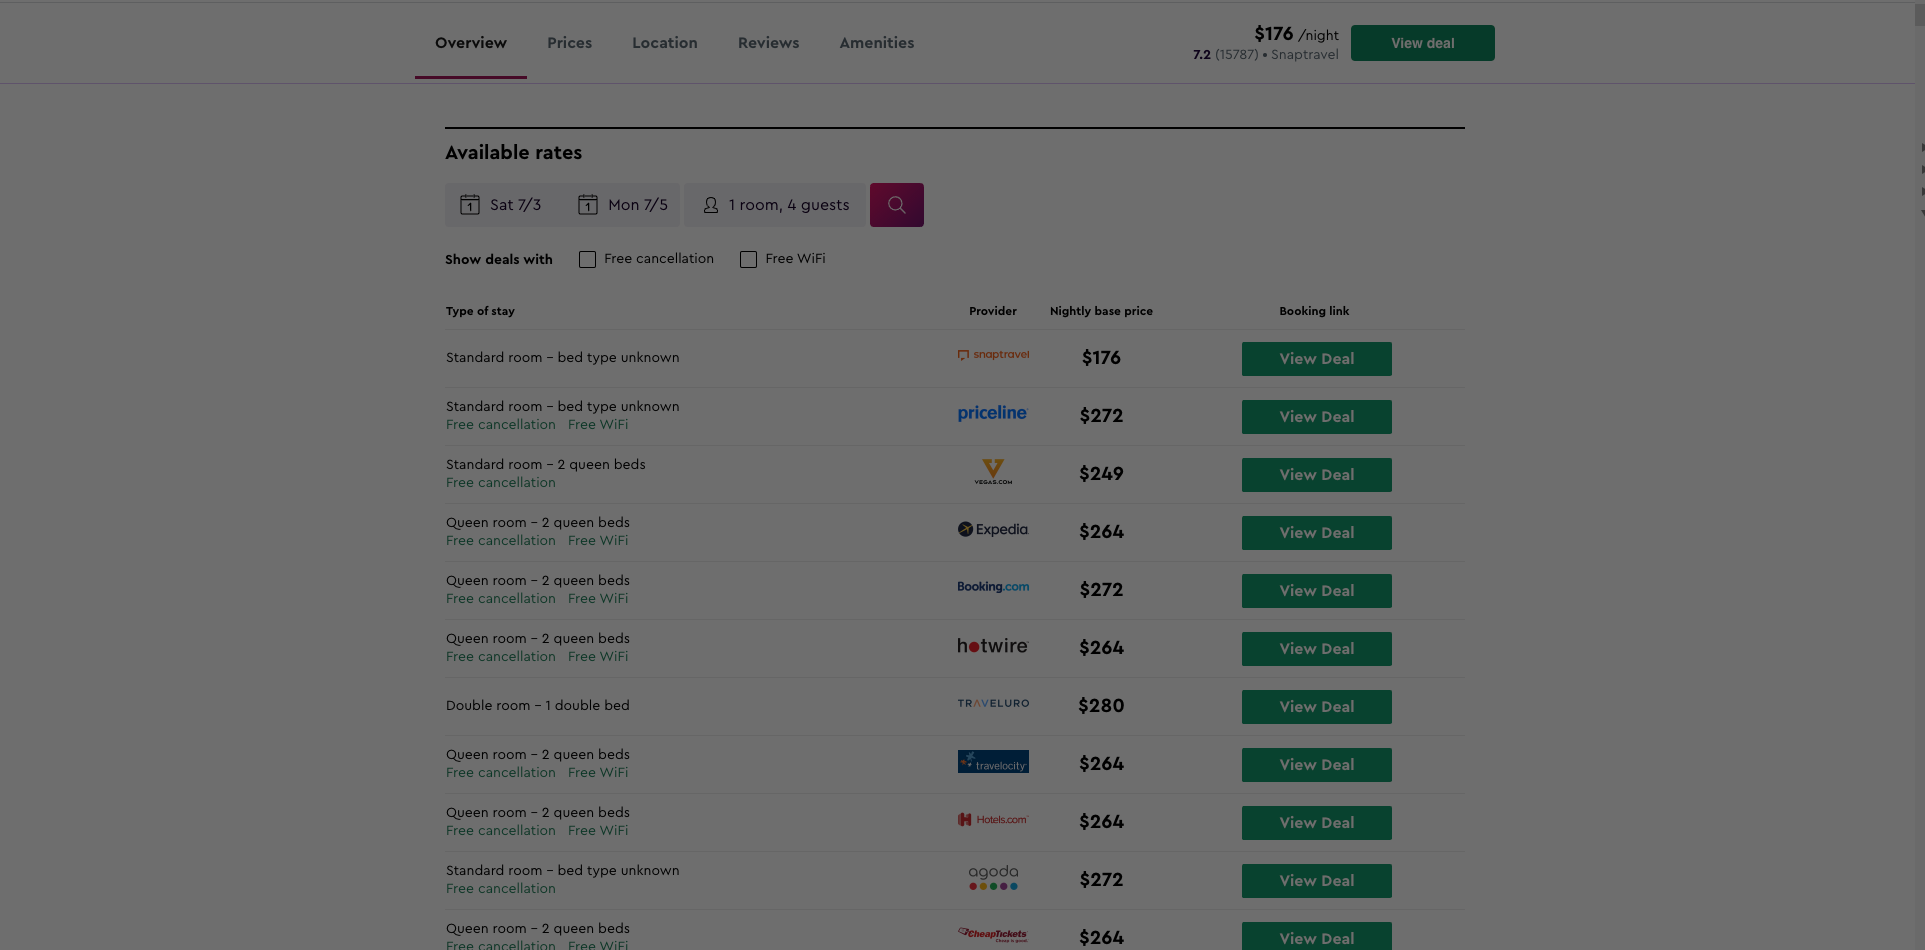 Overview Prices Location Reviews Amenities
$176 /night
7.2 (15787) • Snaptravel
View deal
Available rates
1 Sat 7/3 1 Mon 7/5 1 room, 4 guests
Show deals with Free cancellation Free WiFi
Type of stay Provider Nightly base price Booking link
Standard room – bed type unknown snaptravel $176 View Deal
Standard room – bed type unknown
Free cancellation Free WiFi
priceline $272 View Deal
Standard room – 2 queen beds
Free cancellation
VEGAS.COM $249 View Deal
Queen room – 2 queen beds
Free cancellation Free WiFi
Expedia $264 View Deal
Queen room – 2 queen beds
Free cancellation Free WiFi
Booking.com $272 View Deal
Queen room – 2 queen beds
Free cancellation Free WiFi
hotwire $264 View Deal
Double room – 1 double bed TRAVELURO $280 View Deal
Queen room – 2 queen beds
Free cancellation Free WiFi
travelocity $264 View Deal
Queen room – 2 queen beds
Free cancellation Free WiFi
Hotels.com $264 View Deal
Standard room – bed type unknown
Free cancellation
agoda $272 View Deal
Queen room – 2 queen beds
Free cancellation Free WiFi
CheapTickets $264 View Deal
Cheap is good